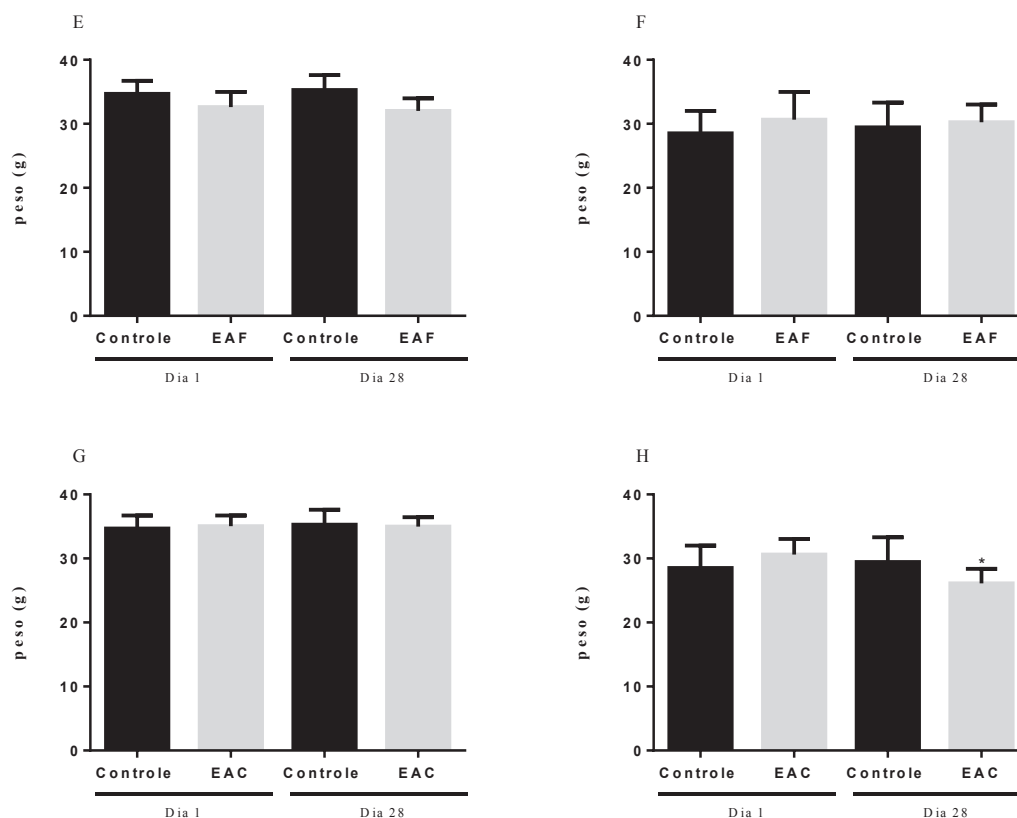 E
40
30
20
10
0
peso (g)
Controle EAF Controle EAF
Dia 1 Dia 28
F
40
30
20
10
0
peso (g)
Controle EAF Controle EAF
Dia 1 Dia 28
G
40
30
20
10
0
peso (g)
Controle EAC Controle EAC
Dia 1 Dia 28
H
40
30
20
10
0
peso (g)
*
Controle EAC Controle EAC
Dia 1 Dia 28